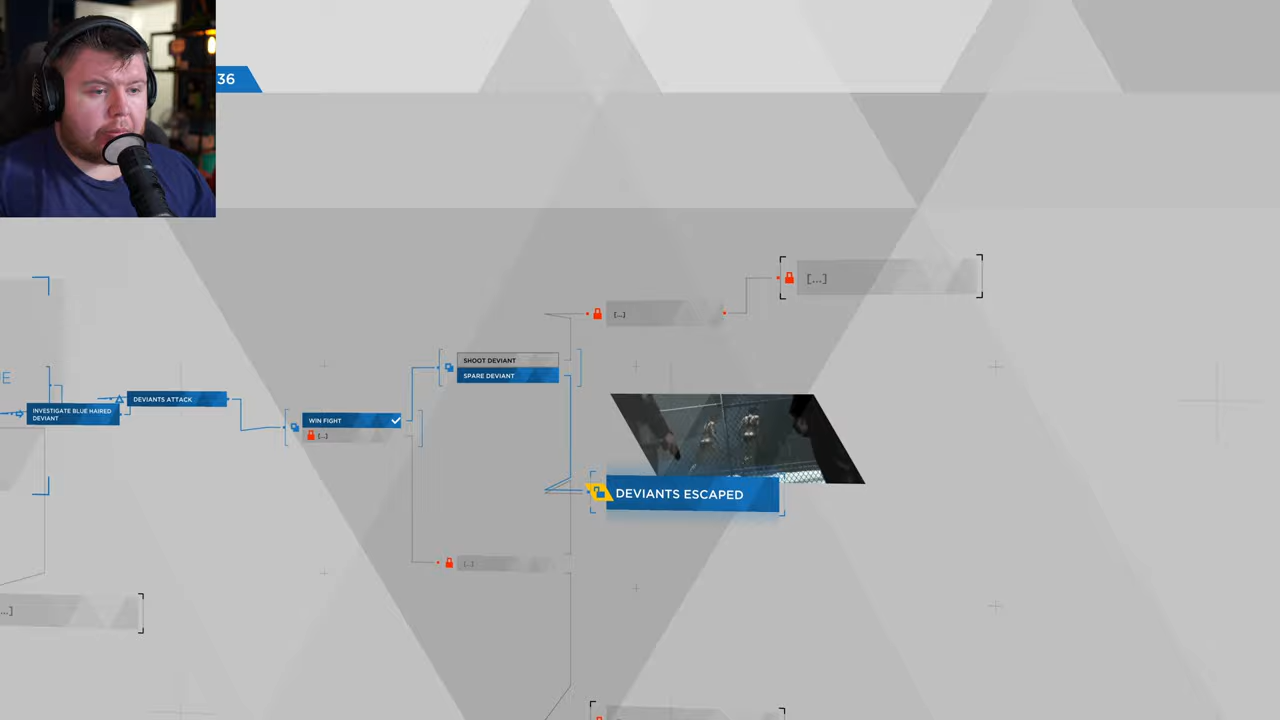 36
[...]
[...]
SHOOT DEVIANT
SPARE DEVIANT
E
DEVIANTS ATTACK
INVESTIGATE BLUE HAIRED
DEVIANT
WIN FIGHT
[...]
DEVIANTS ESCAPED
[...]
...]